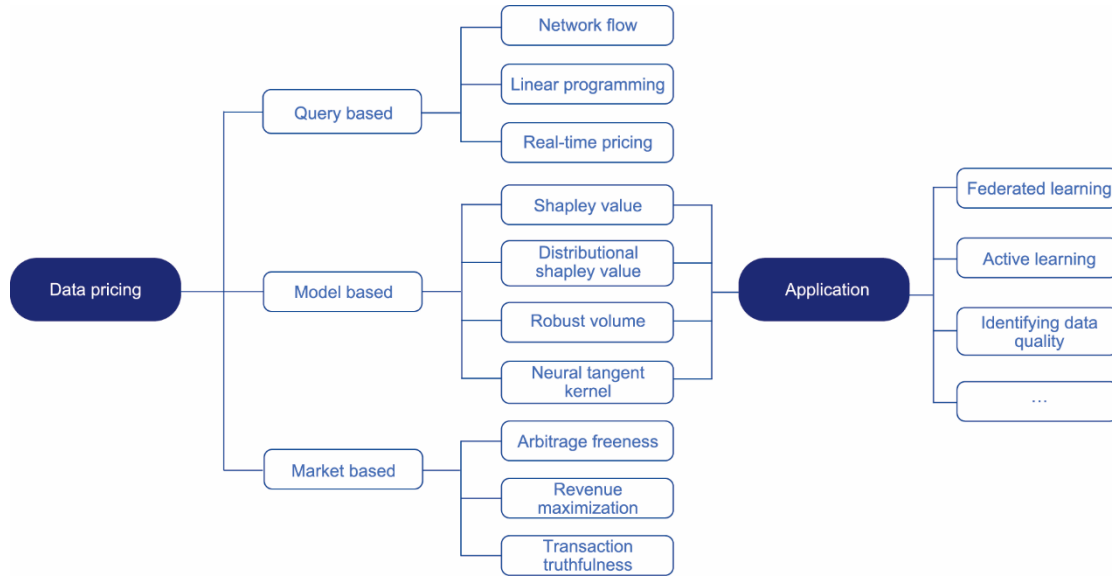 Network flow
Linear programming
Query based
Real-time pricing
Shapley value
Distributional
shapley value
Data pricing
Model based
Robust volume
Neural tangent
kernel
Application
Federated learning
Active learning
Identifying data
quality
...
Arbitrage freeness
Market based
Revenue
maximization
Transaction
truthfulness